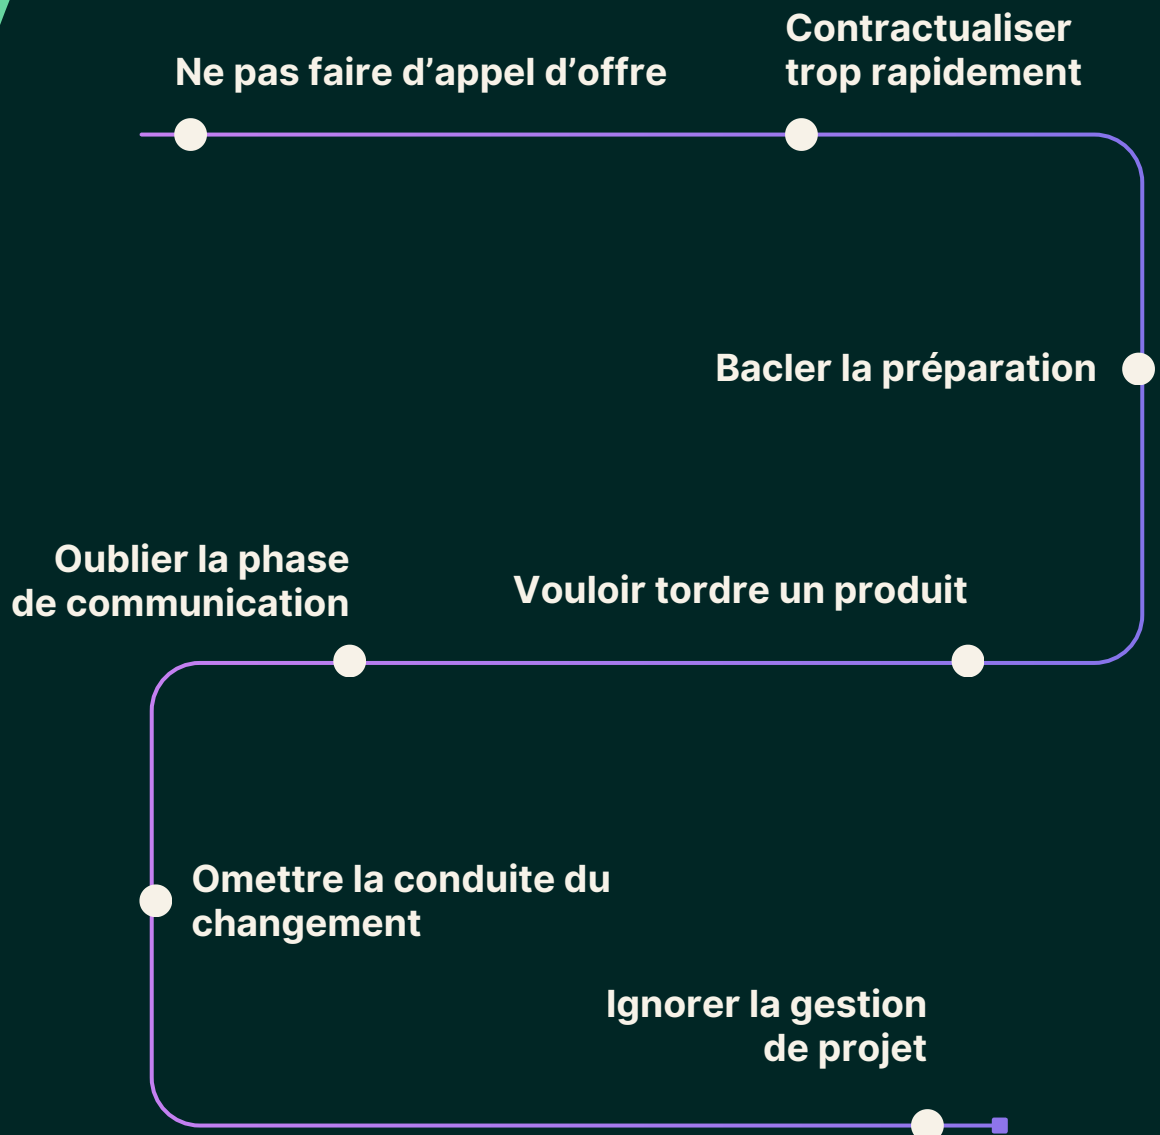 Ne pas faire d’appel d’offre
Contractualiser
trop rapidement
Bacler la préparation
Vouloir tordre un produit
Oublier la phase
de communication
Omettre la conduite du
changement
Ignorer la gestion
de projet